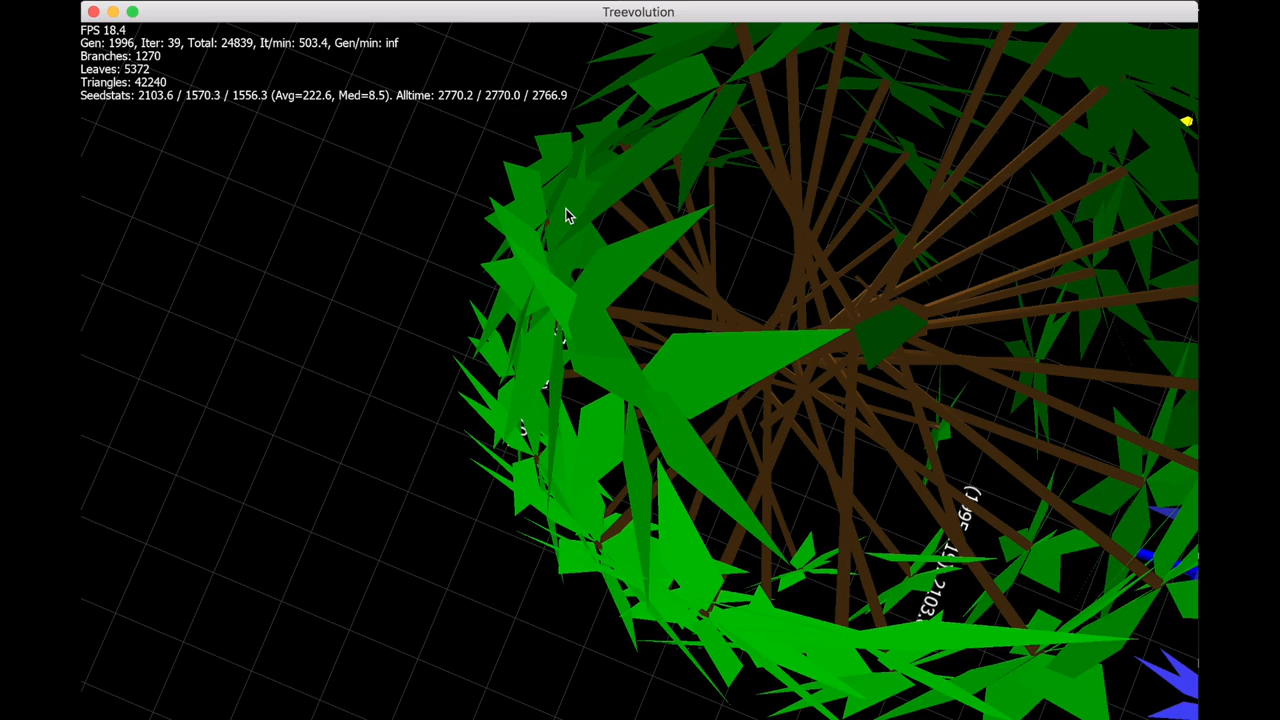 Treevolution
FPS 18.4
Gen: 1996, Iter: 39, Total: 24839, It/min: 503.4, Gen/min: inf
Branches: 1270
Leaves: 5372
Triangles: 42240
Seedstats: 2103.6 / 1570.3 / 1556.3 (Avg=222.6, Med=8.5). Alltime: 2770.2 / 2770.0 / 2766.9